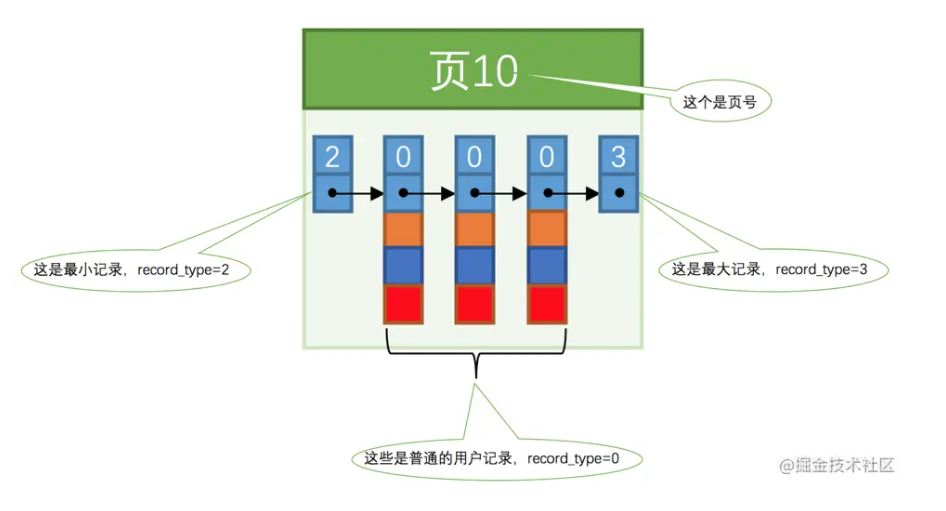 页10
这个是页号
2 0 0 0 3
这是最小记录，record_type=2
这是最大记录，record_type=3
这些是普通的用户记录，record_type=0
@掘金技术社区